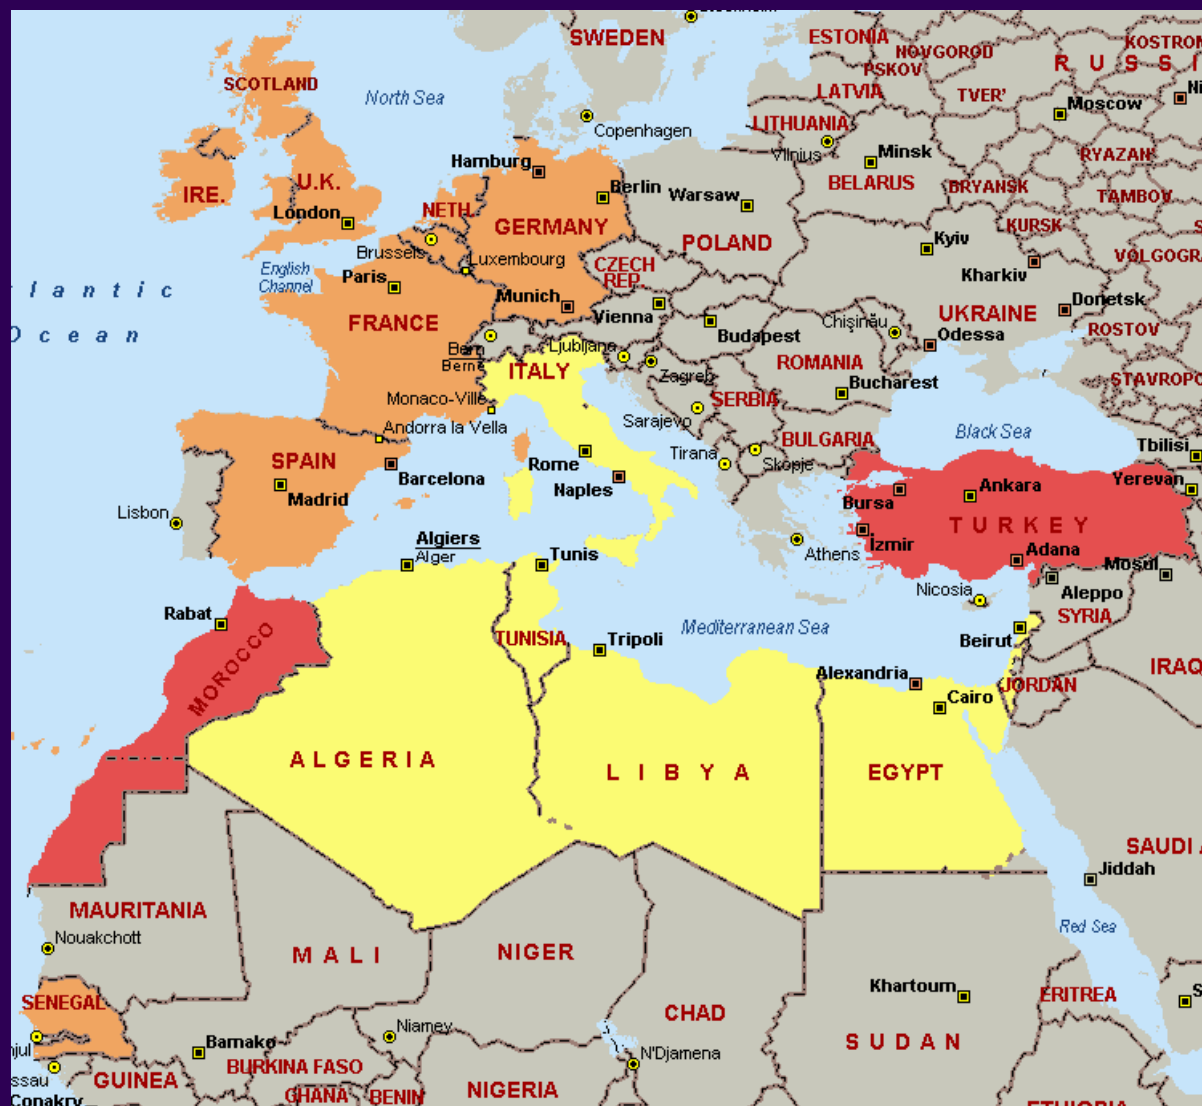 SWEDEN
ESTONIA
NOVGOROD
KOSTROM
PSKOV
R U S S I
SCOTLAND
North Sea
LATVIA
TVER'
Moscow
Copenhagen
LITHUANIA
Vilnius
Minsk
RYAZAN'
Hamburg
BELARUS
BRYANSK
TAMBOV
IRE.
U.K.
Berlin
Warsaw
London
NETH.
GERMANY
KURSK
POLAND
Kyiv
Brussels
Luxembourg
CZECH
REP.
Kharkiv
VOLGOGRA
English
Channel
Paris
l a n t i c
Munich
Vienna
Donetsk
O c e a n
FRANCE
Budapest
Chişinău
UKRAINE
Odessa
ROSTOV
Bern
Berne
Ljubljana
ITALY
Zagreb
ROMANIA
Bucharest
STAVROPO
Monaco-Ville
SERBIA
Sarajevo
Andorra la Vella
BULGARIA
Black Sea
Tbilisi
SPAIN
Madrid
Barcelona
Rome
Naples
Tirana
Skopje
Yerevan
Bursa
Ankara
Lisbon
T U R K E Y
İzmir
Algiers
Alger
Tunis
Athens
Adana
Mosul
Nicosia
Aleppo
Rabat
SYRIA
MOROCCO
TUNISIA
Tripoli
Mediterranean Sea
Beirut
IRAQ
Alexandria
JORDAN
Cairo
A L G E R I A
L I B Y A
EGYPT
SAUDI A
Jiddah
MAURITANIA
Nouakchott
M A L I
NIGER
Red Sea
SENEGAL
CHAD
Khartoum
ERITREA
S
njul
Bamako
Niamey
N'Djamena
S U D A N
ssau
GUINEA
BURKINA FASO
Conakry
GHANA
BENIN
NIGERIA
ETHIOPIA